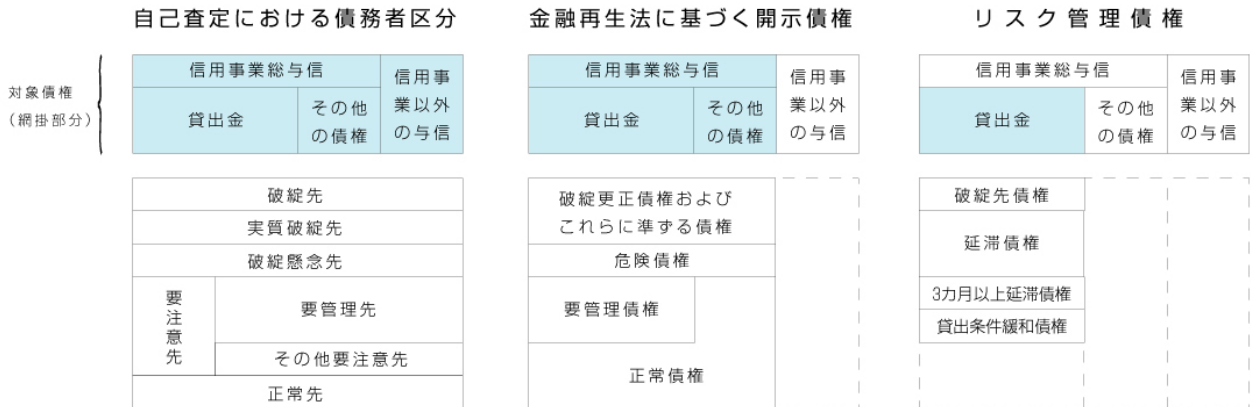 自己査定における債務者区分
金融再生法に基づく開示債権
リスク管理債権
対象債権
（網掛部分）
信用事業総与信
貸出金
その他
の債権
信用事
業以外
の与信
信用事業総与信
貸出金
その他
の債権
信用事
業以外
の与信
信用事業総与信
貸出金
その他
の債権
信用事
業以外
の与信
破綻先
実質破綻先
破綻懸念先
要注意先
要管理先
その他要注意先
正常先
破綻更正債権および
これらに準ずる債権
危険債権
要管理債権
正常債権
破綻先債権
延滞債権
3カ月以上延滞債権
貸出条件緩和債権